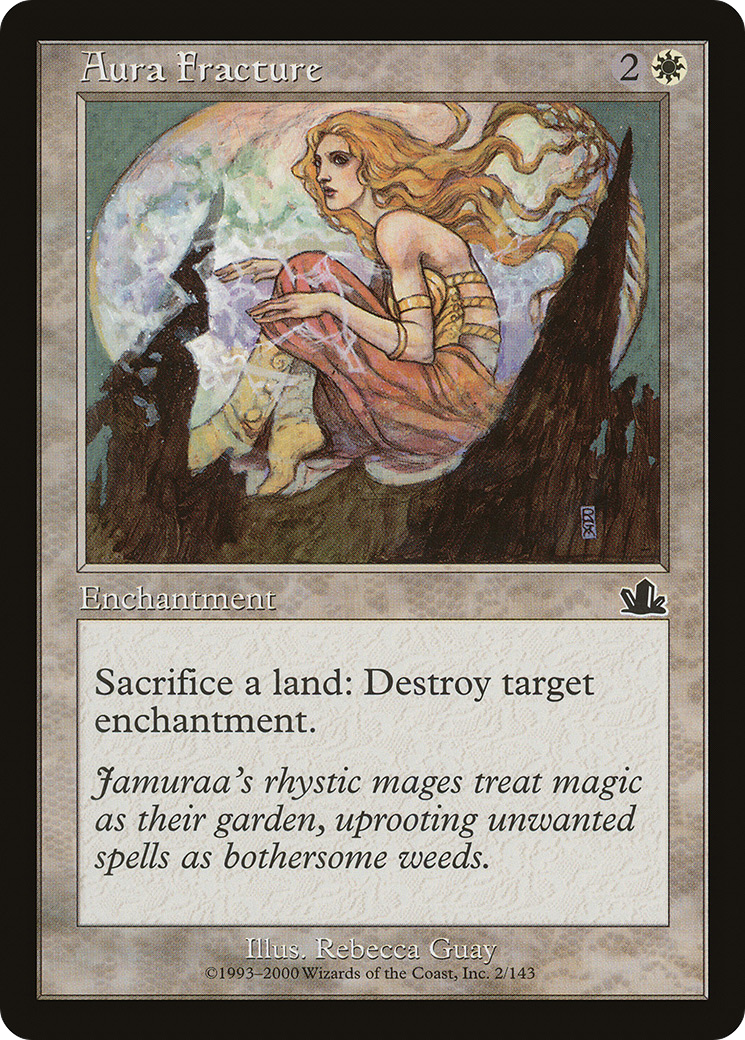 Aura Fracture
2
Enchantment
Sacrifice a land: Destroy target
enchantment.
Jamuraa's rhystic mages treat magic
as their garden, uprooting unwanted
spells as bothersome weeds.
Illus. Rebecca Guay
©1993–2000 Wizards of the Coast, Inc. 2/143